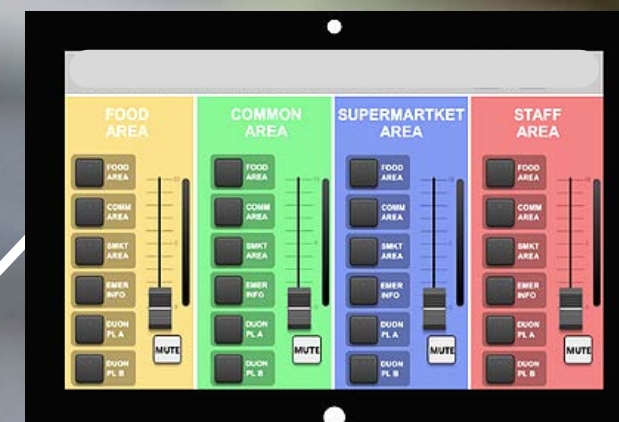 FOOD
AREA
FOOD
AREA
COMM
AREA
SMKT
AREA
EMER
INFO
DUON
PL A
DUON
PL B
MUTE
COMMON
AREA
FOOD
AREA
COMM
AREA
SMKT
AREA
EMER
INFO
DUON
PL A
DUON
PL B
MUTE
SUPERMARTKET
AREA
FOOD
AREA
COMM
AREA
SMKT
AREA
EMER
INFO
DUON
PL A
DUON
PL B
MUTE
STAFF
AREA
FOOD
AREA
COMM
AREA
SMKT
AREA
EMER
INFO
DUON
PL A
DUON
PL B
MUTE